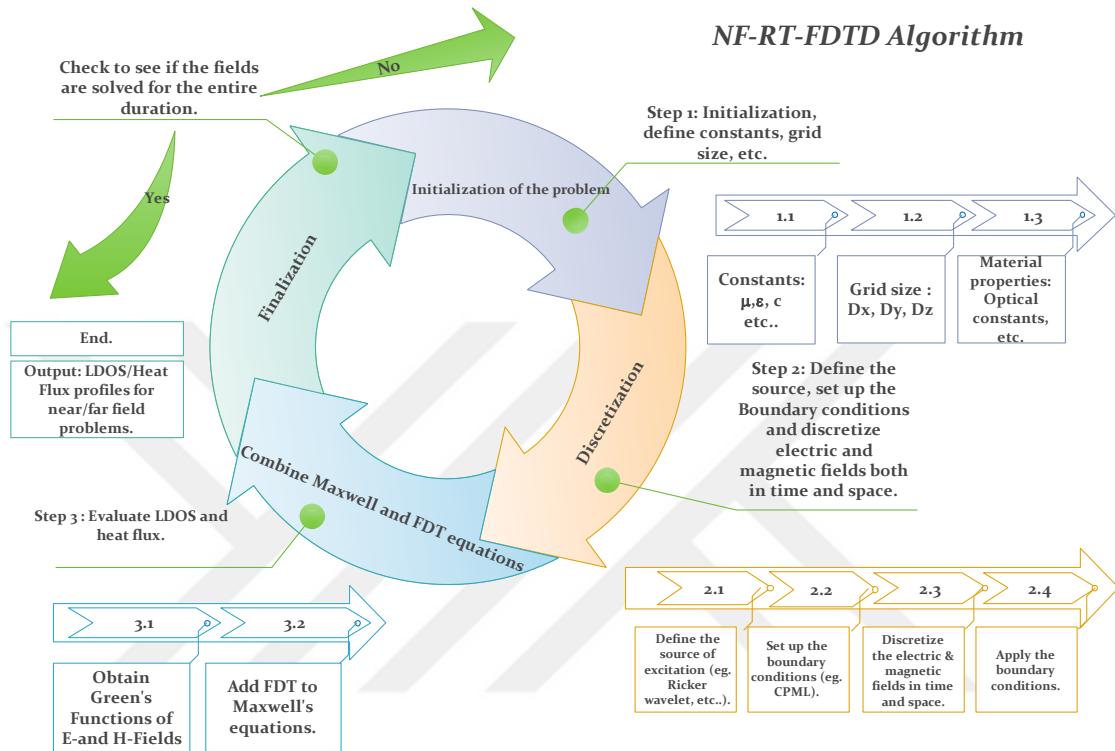 NF-RT-FDTD Algorithm
Check to see if the fields
are solved for the entire
duration.
No
Yes
Step 1: Initialization,
define constants, grid
size, etc.
Initialization of the problem
1.1
1.2
1.3
Constants:
μ,ε, c
etc..
Grid size :
Dx, Dy, Dz
Material
properties:
Optical
constants,
etc.
Finalization
Discretization
Combine Maxwell and FDT equations
End.
Output: LDOS/Heat
Flux profiles for
near/far field
problems.
Step 2: Define the
source, set up the
Boundary conditions
and discretize
electric and
magnetic fields both
in time and space.
Step 3 : Evaluate LDOS and
heat flux.
2.1
2.2
2.3
2.4
Define the
source of
excitation (eg.
Ricker
wavelet, etc..).
Set up the
boundary
conditions (eg.
CPML).
Discretize
the electric &
magnetic
fields in time
and space.
Apply the
boundary
conditions.
3.1
3.2
Obtain
Green's
Functions of
E-and H-Fields
Add FDT to
Maxwell's
equations.